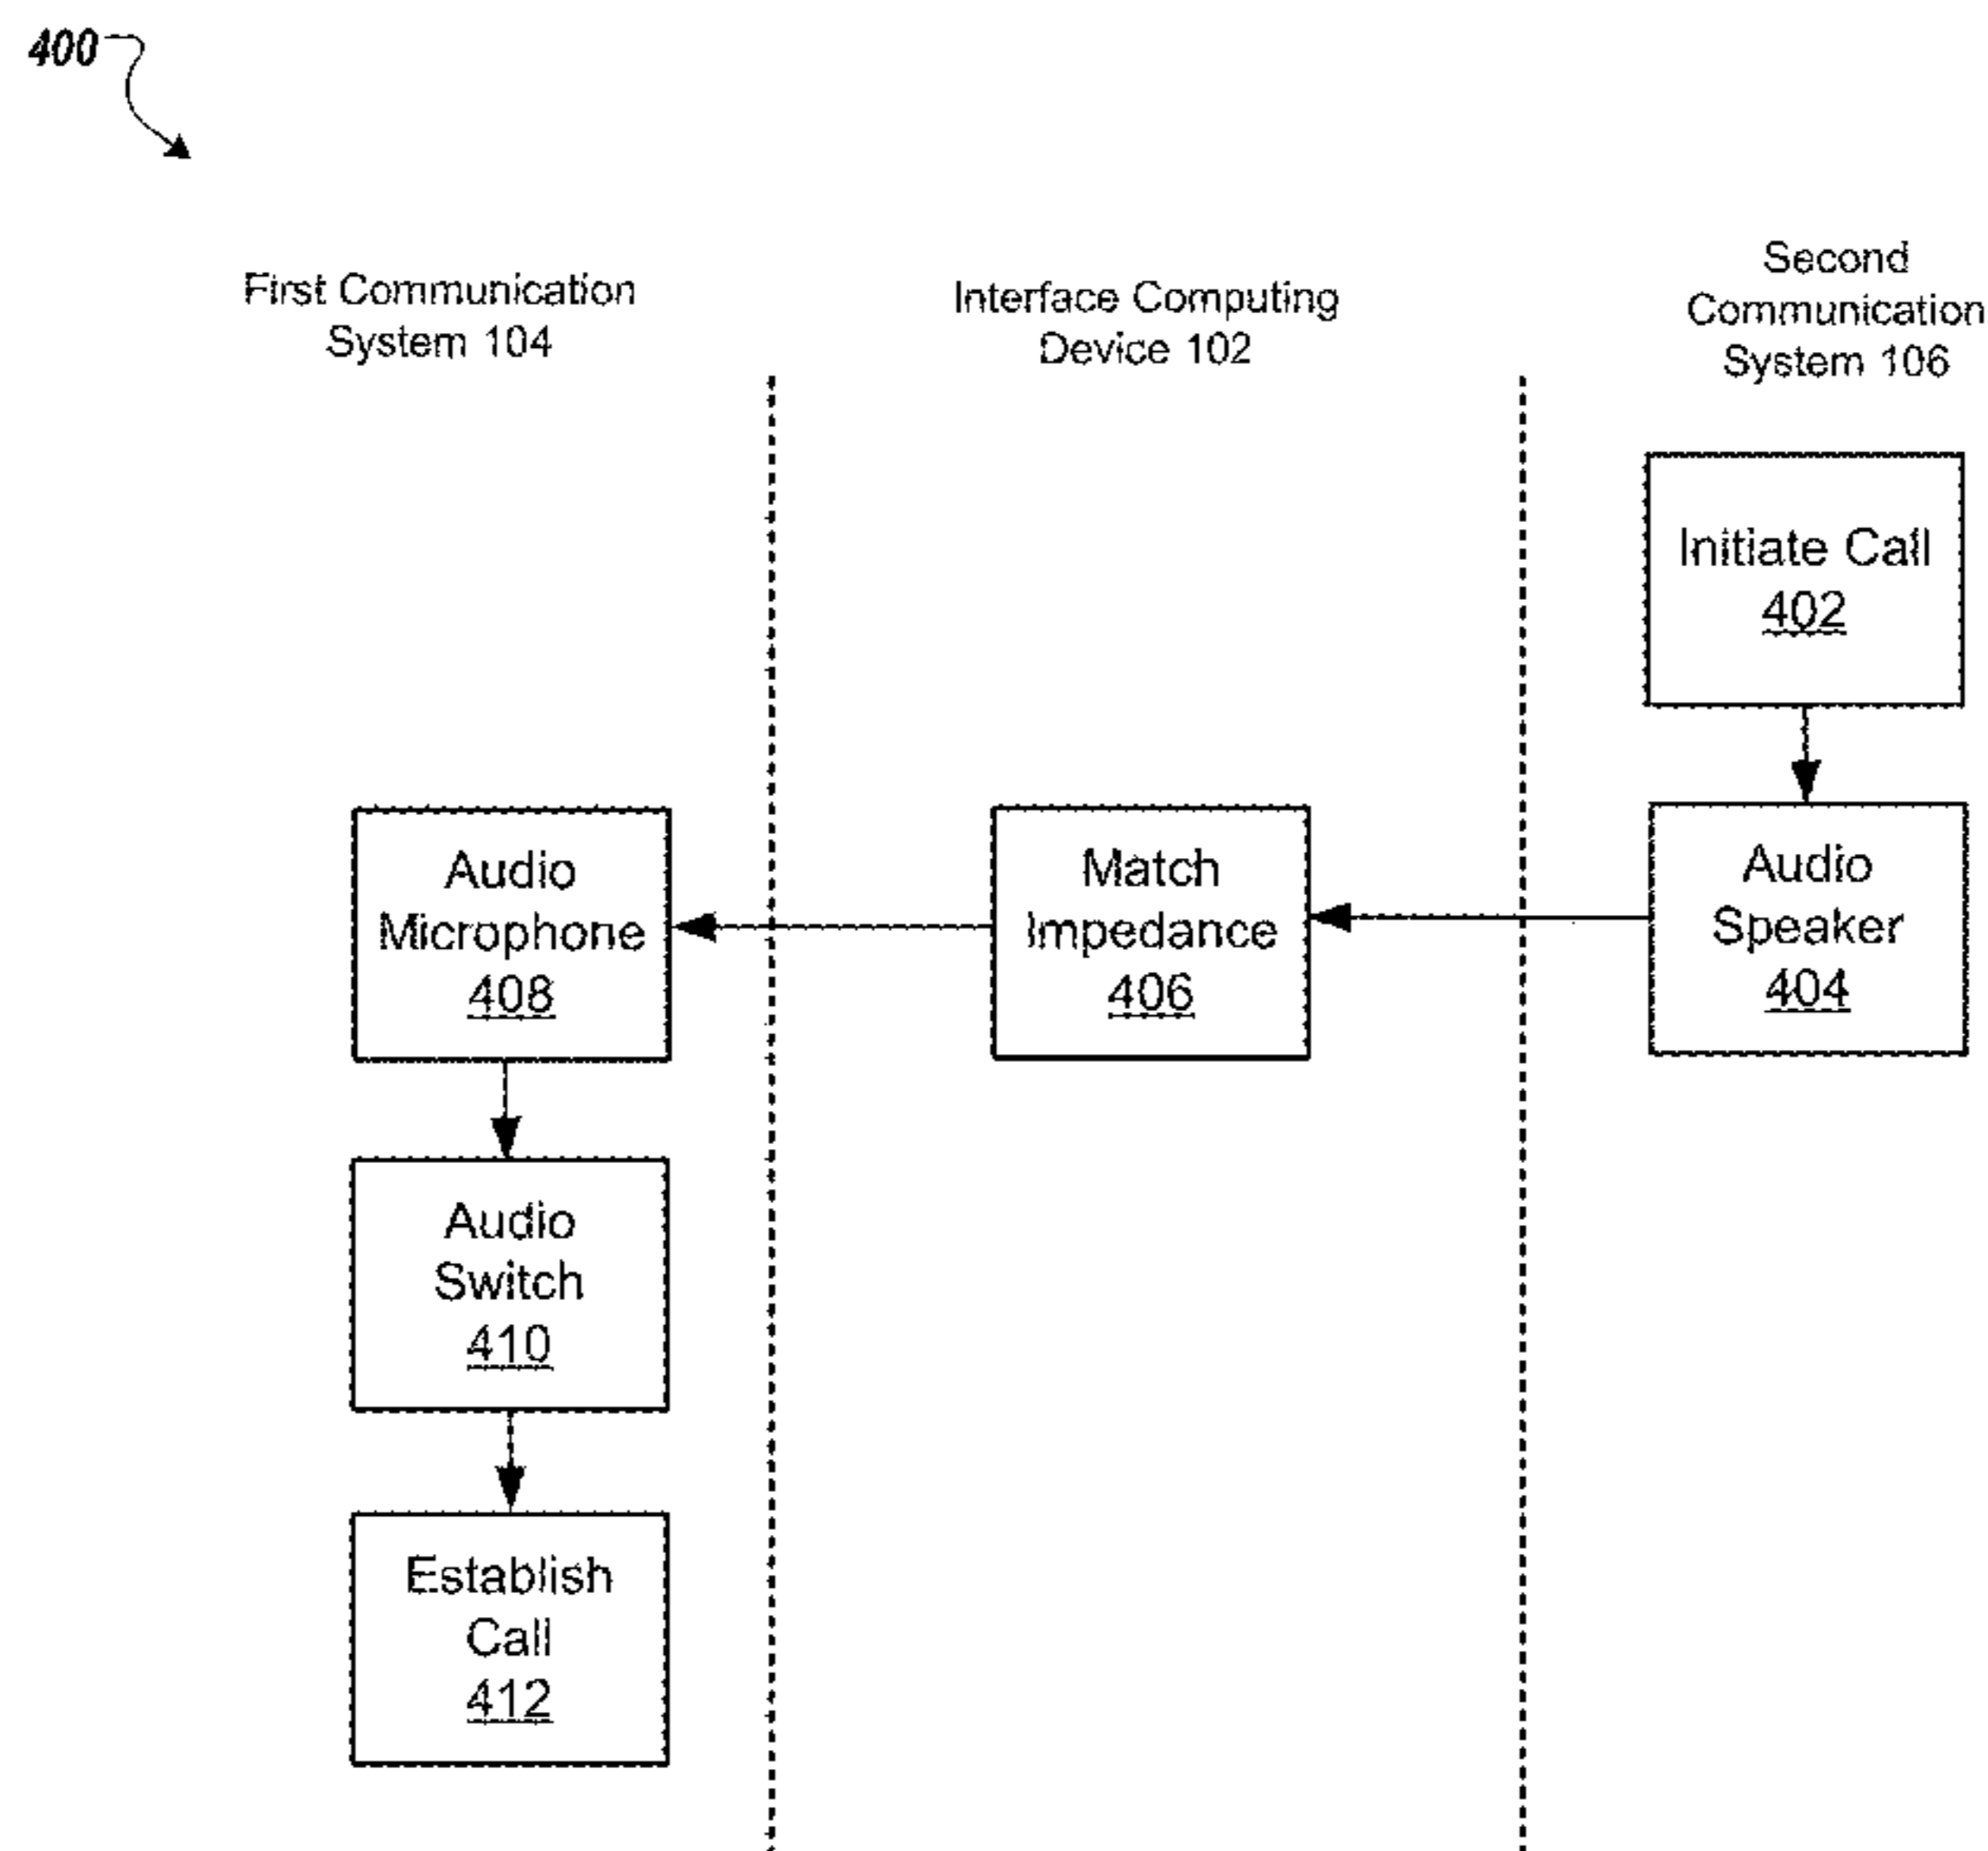 400
First Communication
System 104
Interface Computing
Device 102
Second
Communication
System 106
Initiate Call
402
Audio
Speaker
404
Match
Impedance
406
Audio
Microphone
408
Audio
Switch
410
Establish
Call
412